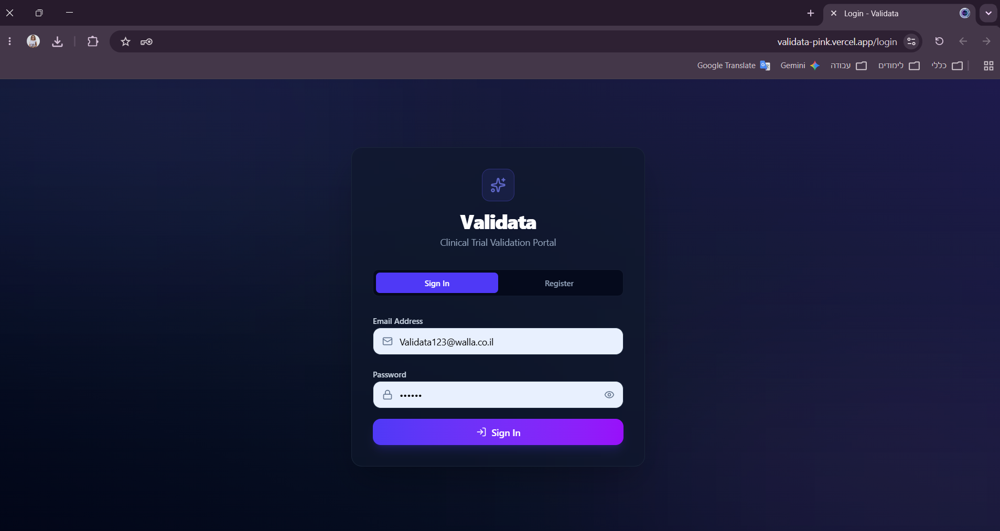 Login - Validata
validata-pink.vercel.app/login
כללי
לימודים
עבודה
Gemini
Google Translate
Validata
Clinical Trial Validation Portal
Sign In
Register
Email Address
Validata123@walla.co.il
Password
••••••
Sign In